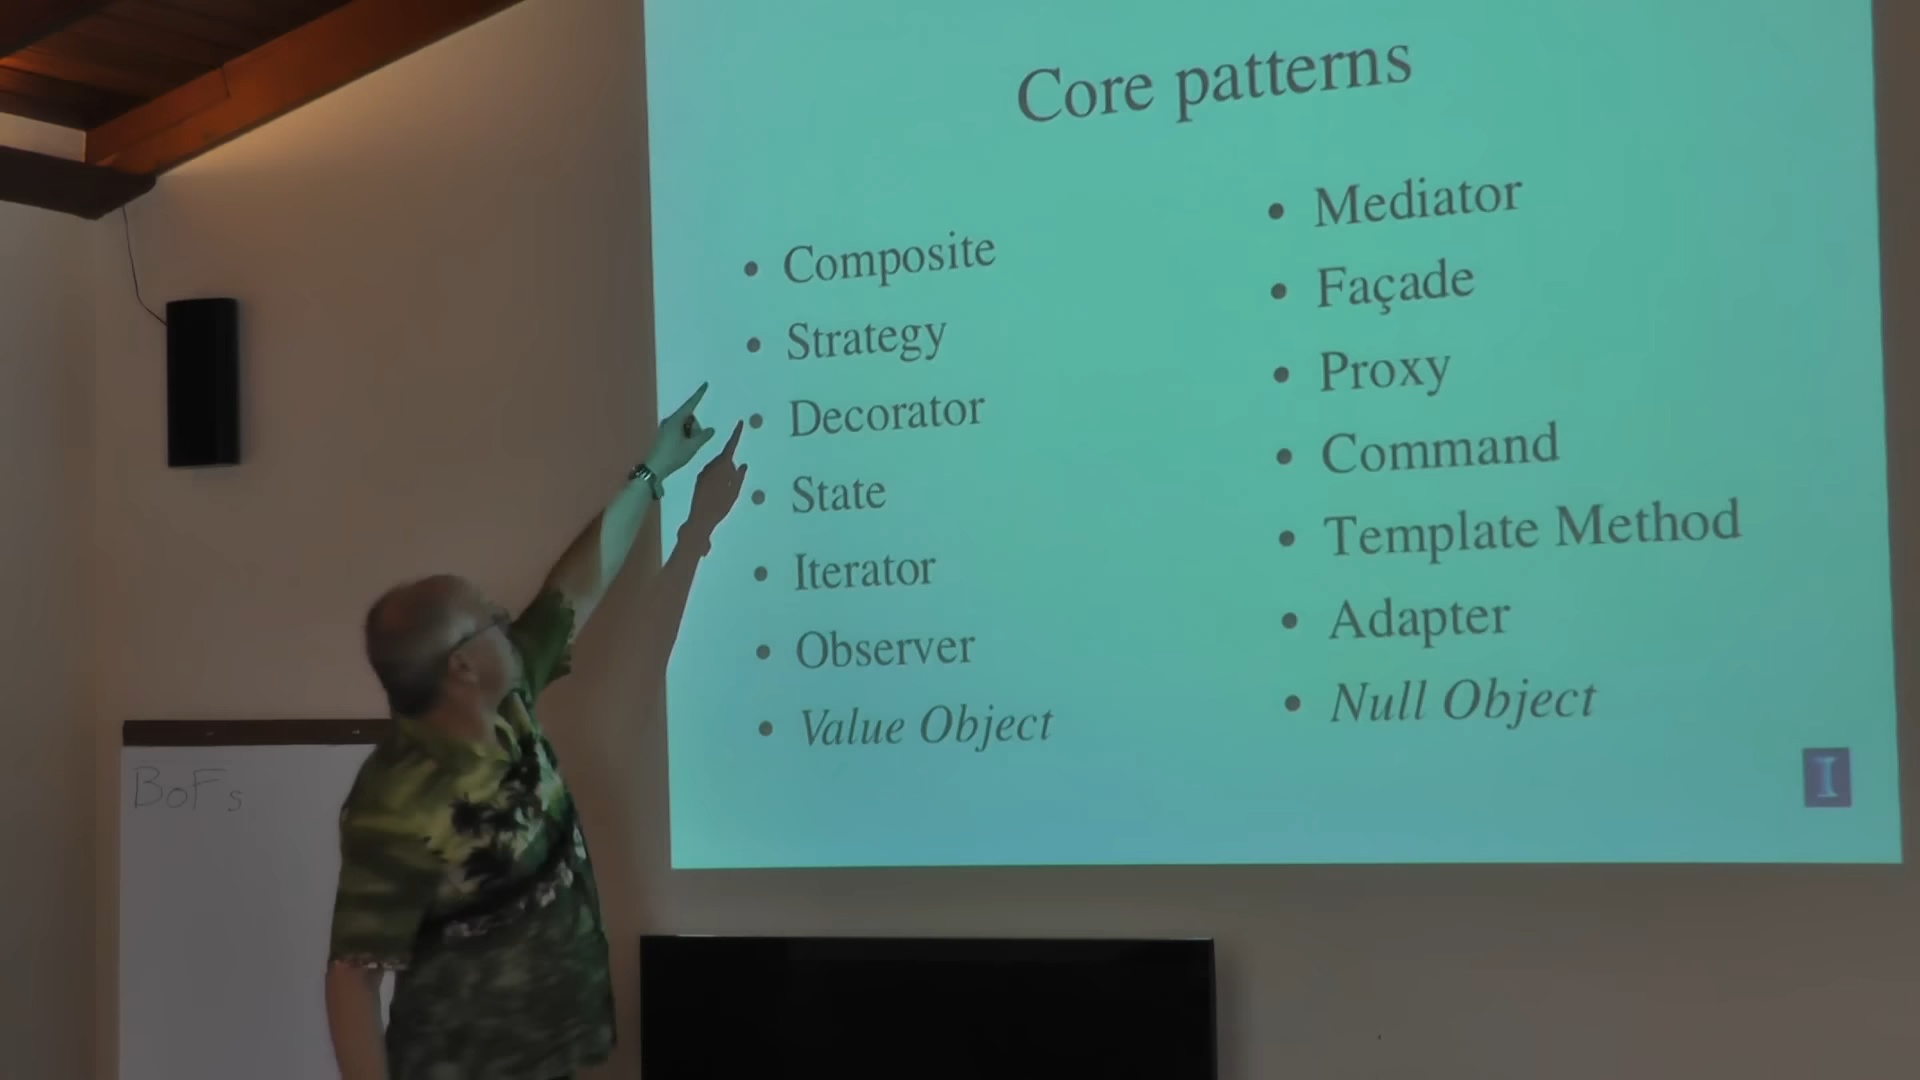 Core patterns
• Composite
• Strategy
• Decorator
• State
• Iterator
• Observer
• Value Object
• Mediator
• Façade
• Proxy
• Command
• Template Method
• Adapter
• Null Object
I
BoFs